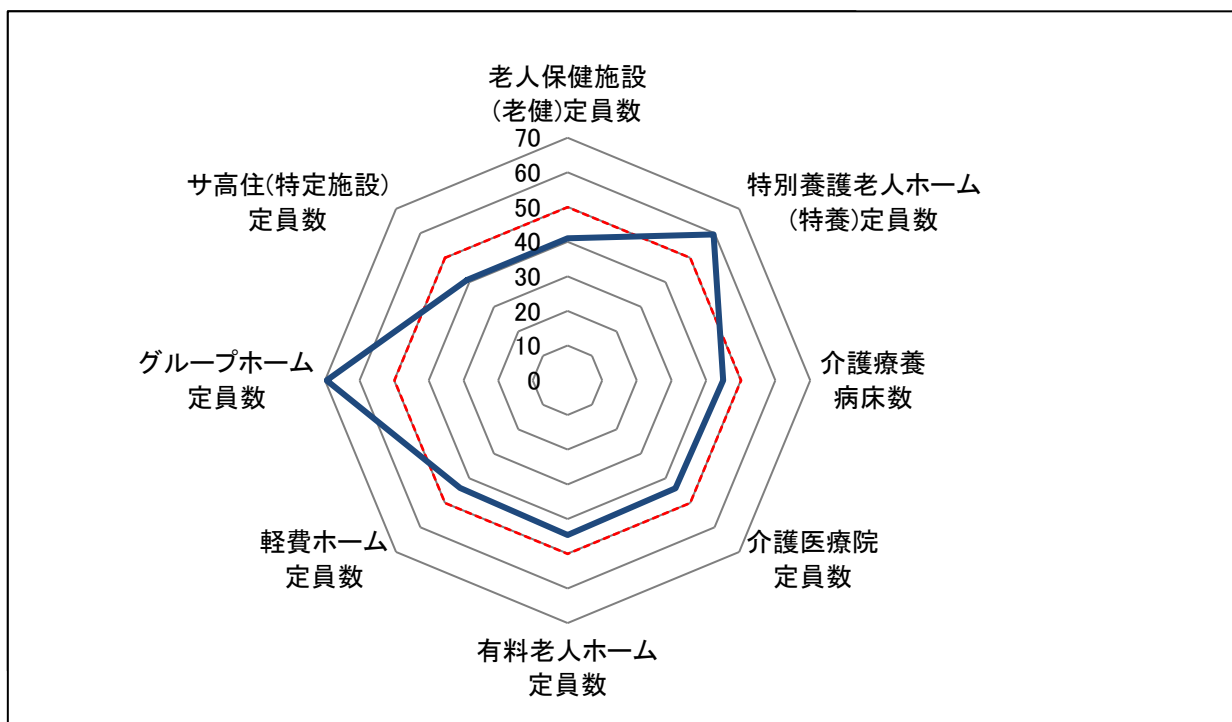 老人保健施設
(老健)定員数
特別養護老人ホーム
(特養)定員数
介護療養
病床数
介護医療院
定員数
有料老人ホーム
定員数
軽費ホーム
定員数
グループホーム
定員数
サ高住(特定施設)
定員数
70
60
50
40
30
20
10
0